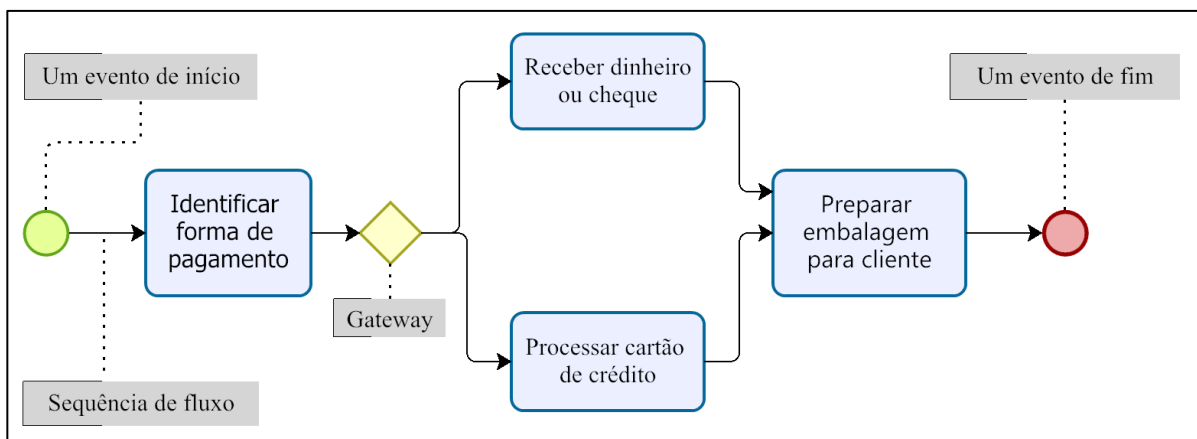 Um evento de início
Receber dinheiro
ou cheque
Um evento de fim
Identificar
forma de
pagamento
Gateway
Preparar
embalagem
para cliente
Processar cartão
de crédito
Sequência de fluxo